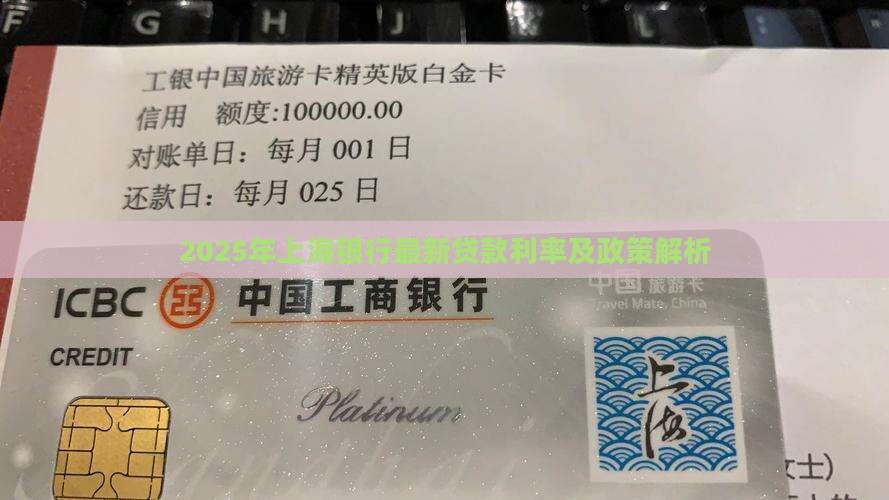 F G H J L
工银中国旅游卡精英版白金卡
信用 额度:100000.00
对账单日：每月 001 日
还款日：每月 025 日
2025年上海银行最新贷款利率及政策解析
ICBC 中国工商银行
中国 旅游卡
Travel Mate, China
CREDIT
Platinum
上海
女士)